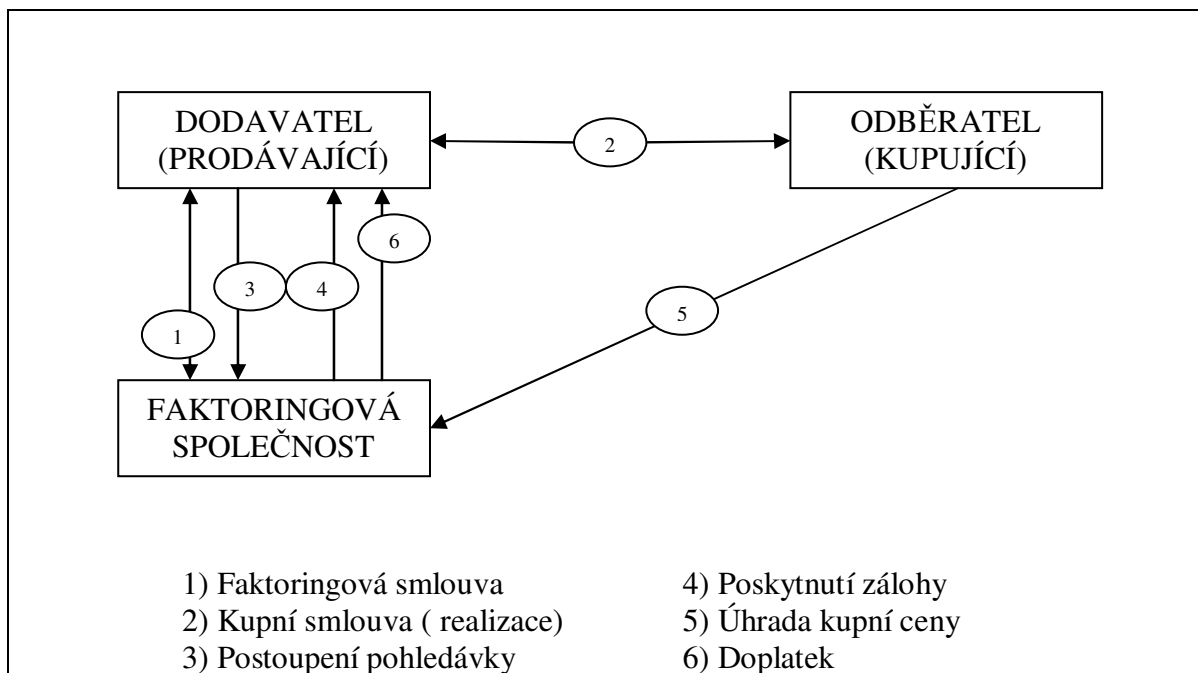 DODAVATEL
(PRODÁVAJÍCÍ)
ODBĚRATEL
(KUPUJÍCÍ)
2
6
3
4
5
1
FAKTORINGOVÁ
SPOLEČNOST
1) Faktoringová smlouva
2) Kupní smlouva ( realizace)
3) Postoupení pohledávky
4) Poskytnutí zálohy
5) Úhrada kupní ceny
6) Doplatek